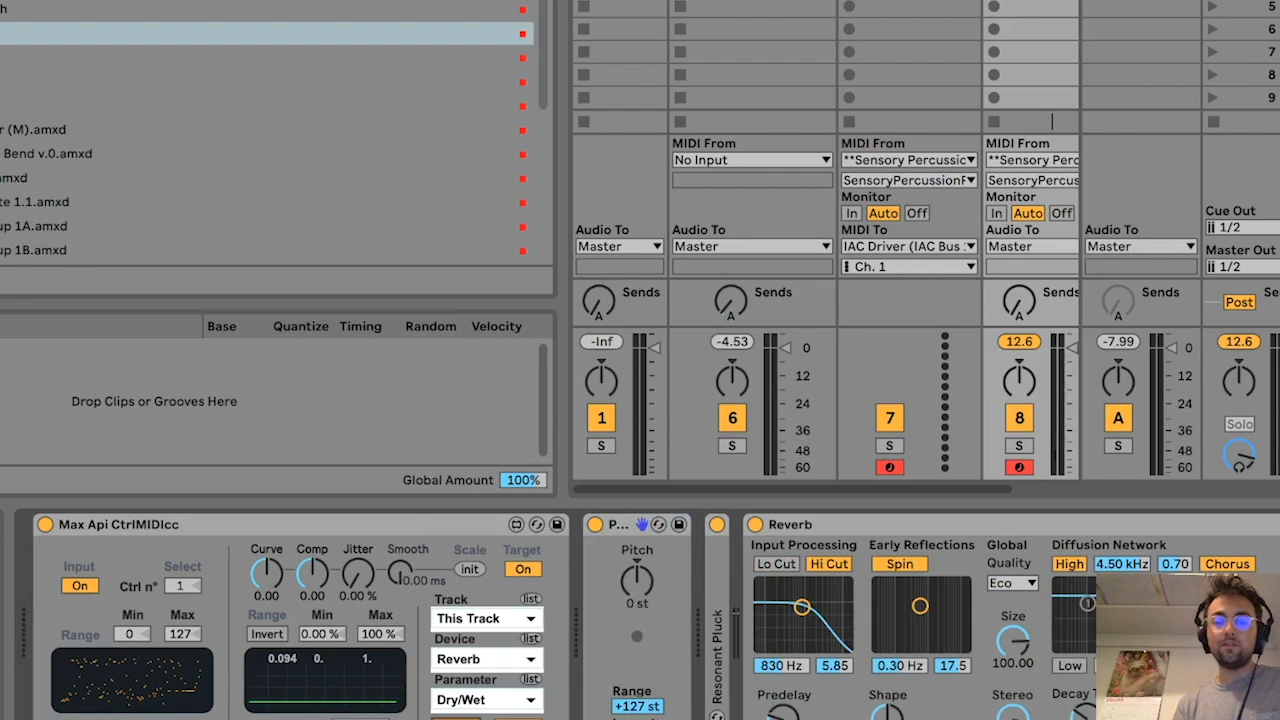 h
r (M).amxd
Bend v.0.amxd
amxd
te 1.1.amxd
up 1A.amxd
up 1B.amxd
5
6
7
8
9
MIDI From
No Input
Audio To
Master
Audio To
Master
MIDI From
**Sensory Percussic
SensoryPercussionF
Monitor
In Auto Off
MIDI To
IAC Driver (IAC Bus
Ch. 1
MIDI From
**Sensory Perc
SensoryPercus
Monitor
In Auto Off
Audio To
Master
Audio To
Master
Cue Out
1/2
Master Out
1/2
Sends
A
Sends
A
Sends
A
Sends
A
Se
Post
-Inf
-4.53
12.6
-7.99
12.6
0
12
24
36
48
60
0
12
24
36
48
60
1
6
7
8
A
Solo
S
S
S
S
S
Base Quantize Timing Random Velocity
Drop Clips or Grooves Here
Global Amount 100%
Max Api CtrlMIDIcc
Input
On
Select
Ctrl n° 1
Min Max
Range 0 127
Curve Comp Jitter Smooth Scale Target
init On
0.00 0.00 0.00 % 0.00 ms
Range Min Max
Invert 0.00 % 100 %
0.094 0. 1.
Track (list)
This Track
Device (list)
Reverb
Parameter (list)
Dry/Wet
P...
Pitch
0 st
Range
+127 st
Resonant Pluck
Reverb
Input Processing
Lo Cut Hi Cut
830 Hz 5.85
Predelay
Early Reflections
Spin
0.30 Hz 17.5
Shape
Global
Quality
Eco
Size
100.00
Stereo
Diffusion Network
High 4.50 kHz 0.70 Chorus
1
Low
Decay T